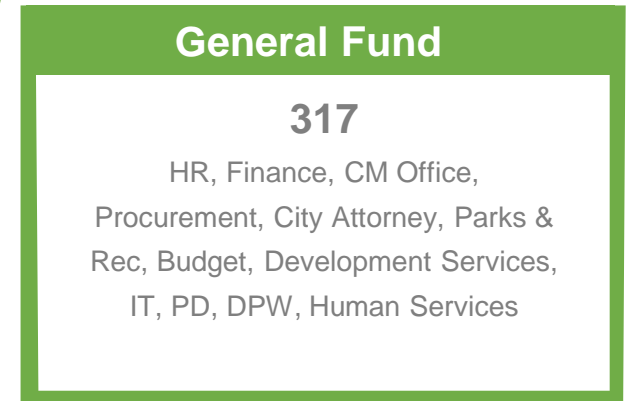 General Fund
317
HR, Finance, CM Office,
Procurement, City Attorney, Parks &
Rec, Budget, Development Services,
IT, PD, DPW, Human Services